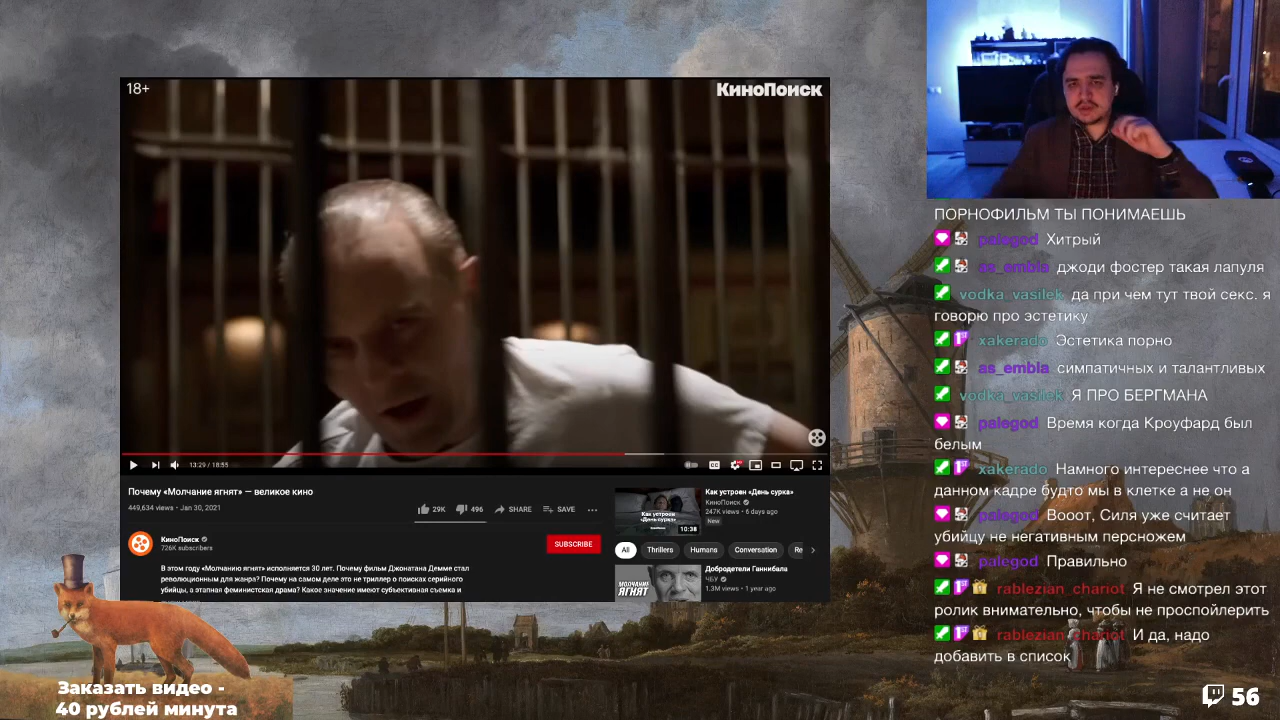 18+
КиноПоиск
13:29 / 18:55
Почему «Молчание ягнят» — великое кино
449,634 views • Jan 30, 2021
29K
496
SHARE
SAVE
КиноПоиск
726K subscribers
SUBSCRIBE
В этом году «Молчанию ягнят» исполняется 30 лет. Почему фильм Джонатана Демме стал
революционным для жанра? Почему на самом деле это не триллер о поисках серийного
убийцы, а этапная феминистская драма? Какое значение имеют субъективная съемка и
Как устроен
«День сурка»
10:38
Как устроен «День сурка»
КиноПоиск
247K views • 6 days ago
New
All
Thrillers
Humans
Conversation
Re
МОЛЧАНИЕ
ЯГНЯТ
Добродетели Ганнибала
ЧБУ
1.3M views • 1 year ago
Заказать видео -
40 рублей минута
ПОРНОФИЛЬМ ТЫ ПОНИМАЕШЬ
palegod Хитрый
as_embla джоди фостер такая лапуля
vodka_vasilek да при чем тут твой секс. я
говорю про эстетику
xakerado Эстетика порно
as_embla симпатичных и талантливых
vodka_vasilek Я ПРО БЕРГМАНА
palegod Время когда Кроуфард был
белым
xakerado Намного интереснее что а
данном кадре будто мы в клетке а не он
palegod Вооот. Силя уже считает
убийцу не негативным персножем
palegod Правильно
rablezian_chariot Я не смотрел этот
ролик внимательно, чтобы не проспойлерить
rablezian_chariot И да, надо
добавить в список
56